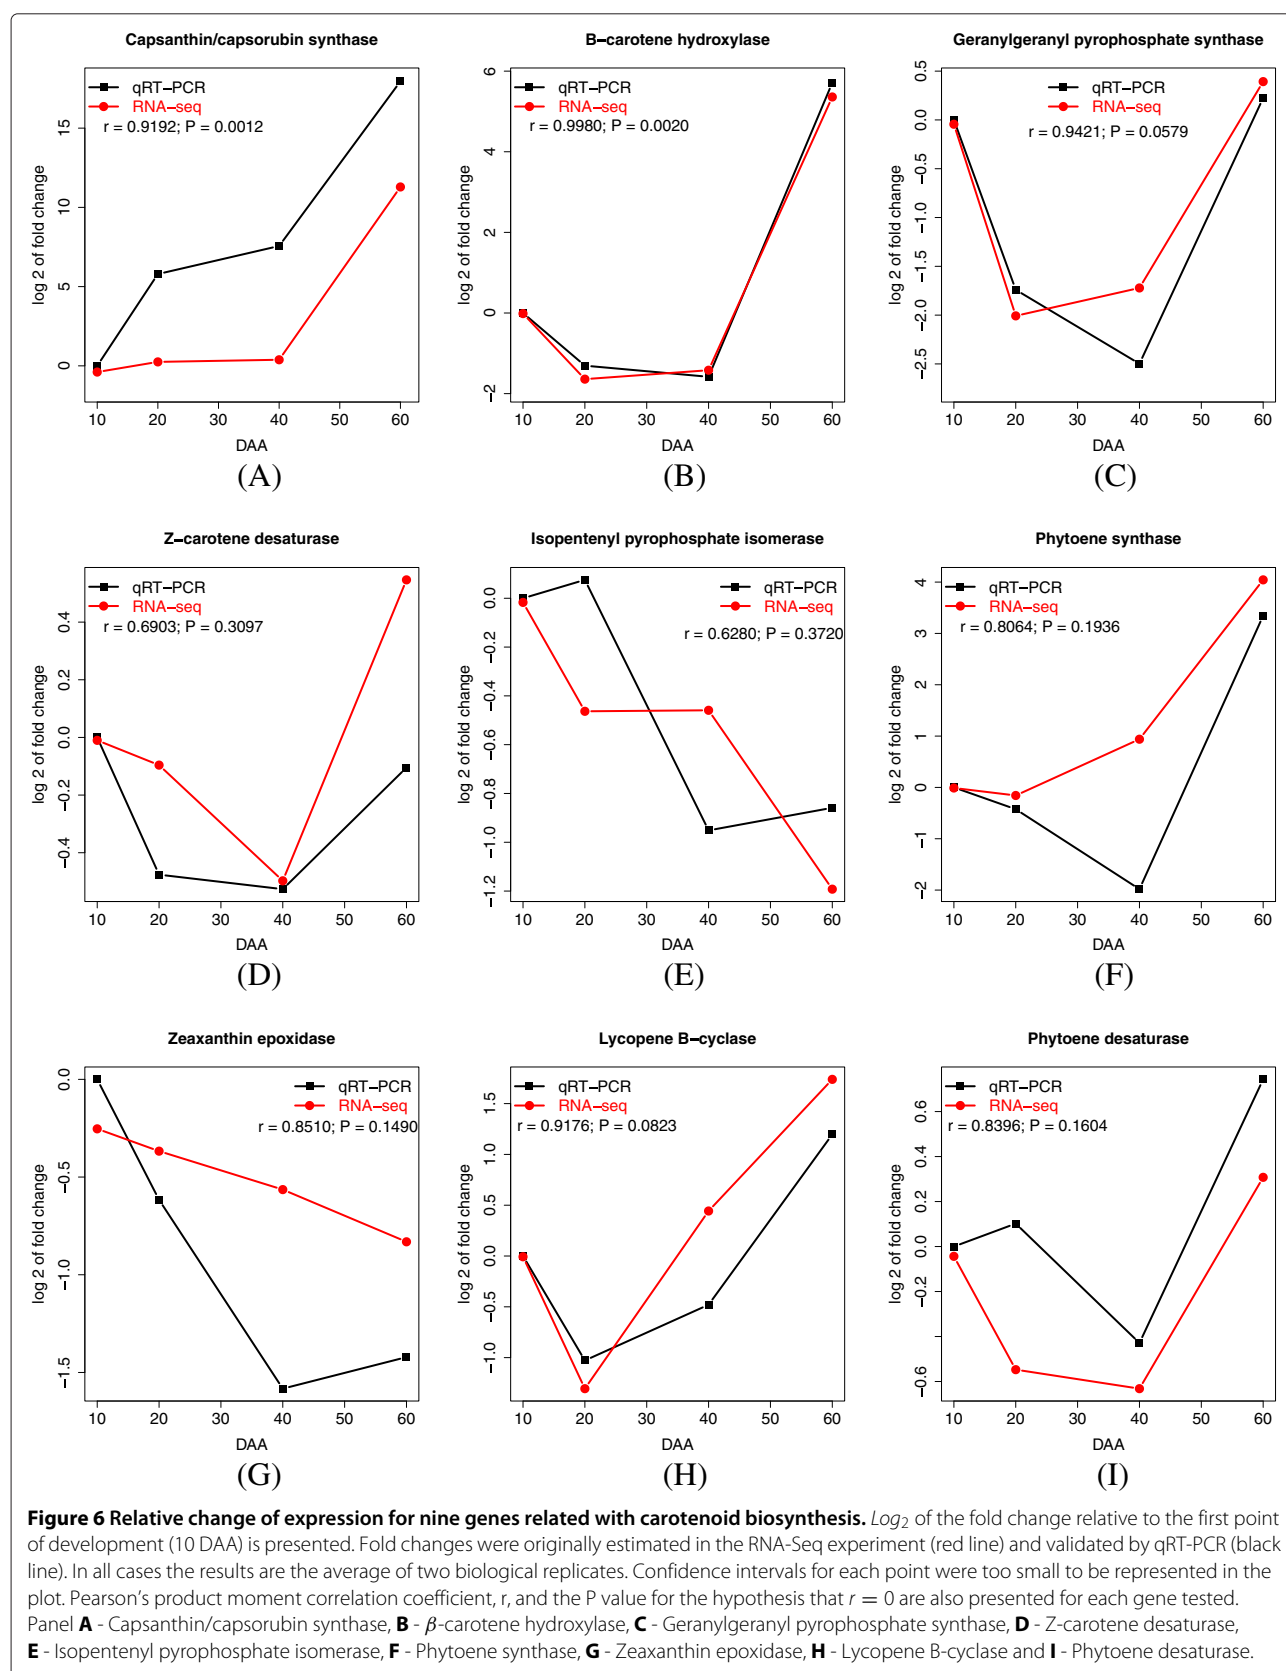 Capsanthin/capsorubin synthase
qRT−PCR
RNA−seq
r = 0.9192; P = 0.0012
log 2 of fold change
0 5 10 15
10 20 30 40 50 60
DAA
(A)
B−carotene hydroxylase
qRT−PCR
RNA−seq
r = 0.9980; P = 0.0020
log 2 of fold change
−2 0 2 4 6
10 20 30 40 50 60
DAA
(B)
Geranylgeranyl pyrophosphate synthase
qRT−PCR
RNA−seq
r = 0.9421; P = 0.0579
log 2 of fold change
−2.5 −2.0 −1.5 −1.0 −0.5 0.0 0.5
10 20 30 40 50 60
DAA
(C)
Z−carotene desaturase
qRT−PCR
RNA−seq
r = 0.6903; P = 0.3097
log 2 of fold change
−0.4 −0.2 0.0 0.2 0.4
10 20 30 40 50 60
DAA
(D)
Isopentenyl pyrophosphate isomerase
qRT−PCR
RNA−seq
r = 0.6280; P = 0.3720
log 2 of fold change
−1.2 −1.0 −0.8 −0.6 −0.4 −0.2 0.0
10 20 30 40 50 60
DAA
(E)
Phytoene synthase
qRT−PCR
RNA−seq
r = 0.8064; P = 0.1936
log 2 of fold change
−2 −1 0 1 2 3 4
10 20 30 40 50 60
DAA
(F)
Zeaxanthin epoxidase
qRT−PCR
RNA−seq
r = 0.8510; P = 0.1490
log 2 of fold change
−1.5 −1.0 −0.5 0.0
10 20 30 40 50 60
DAA
(G)
Lycopene B−cyclase
qRT−PCR
RNA−seq
r = 0.9176; P = 0.0823
log 2 of fold change
−1.0 −0.5 0.0 0.5 1.0 1.5
10 20 30 40 50 60
DAA
(H)
Phytoene desaturase
qRT−PCR
RNA−seq
r = 0.8396; P = 0.1604
log 2 of fold change
−0.6 −0.2 0.0 0.2 0.4 0.6
10 20 30 40 50 60
DAA
(I)
Figure 6 Relative change of expression for nine genes related with carotenoid biosynthesis. Log2 of the fold change relative to the first point
of development (10 DAA) is presented. Fold changes were originally estimated in the RNA-Seq experiment (red line) and validated by qRT-PCR (black
line). In all cases the results are the average of two biological replicates. Confidence intervals for each point were too small to be represented in the
plot. Pearson's product moment correlation coefficient, r, and the P value for the hypothesis that r = 0 are also presented for each gene tested.
Panel A - Capsanthin/capsorubin synthase, B - β-carotene hydroxylase, C - Geranylgeranyl pyrophosphate synthase, D - Z-carotene desaturase,
E - Isopentenyl pyrophosphate isomerase, F - Phytoene synthase, G - Zeaxanthin epoxidase, H - Lycopene B-cyclase and I - Phytoene desaturase.